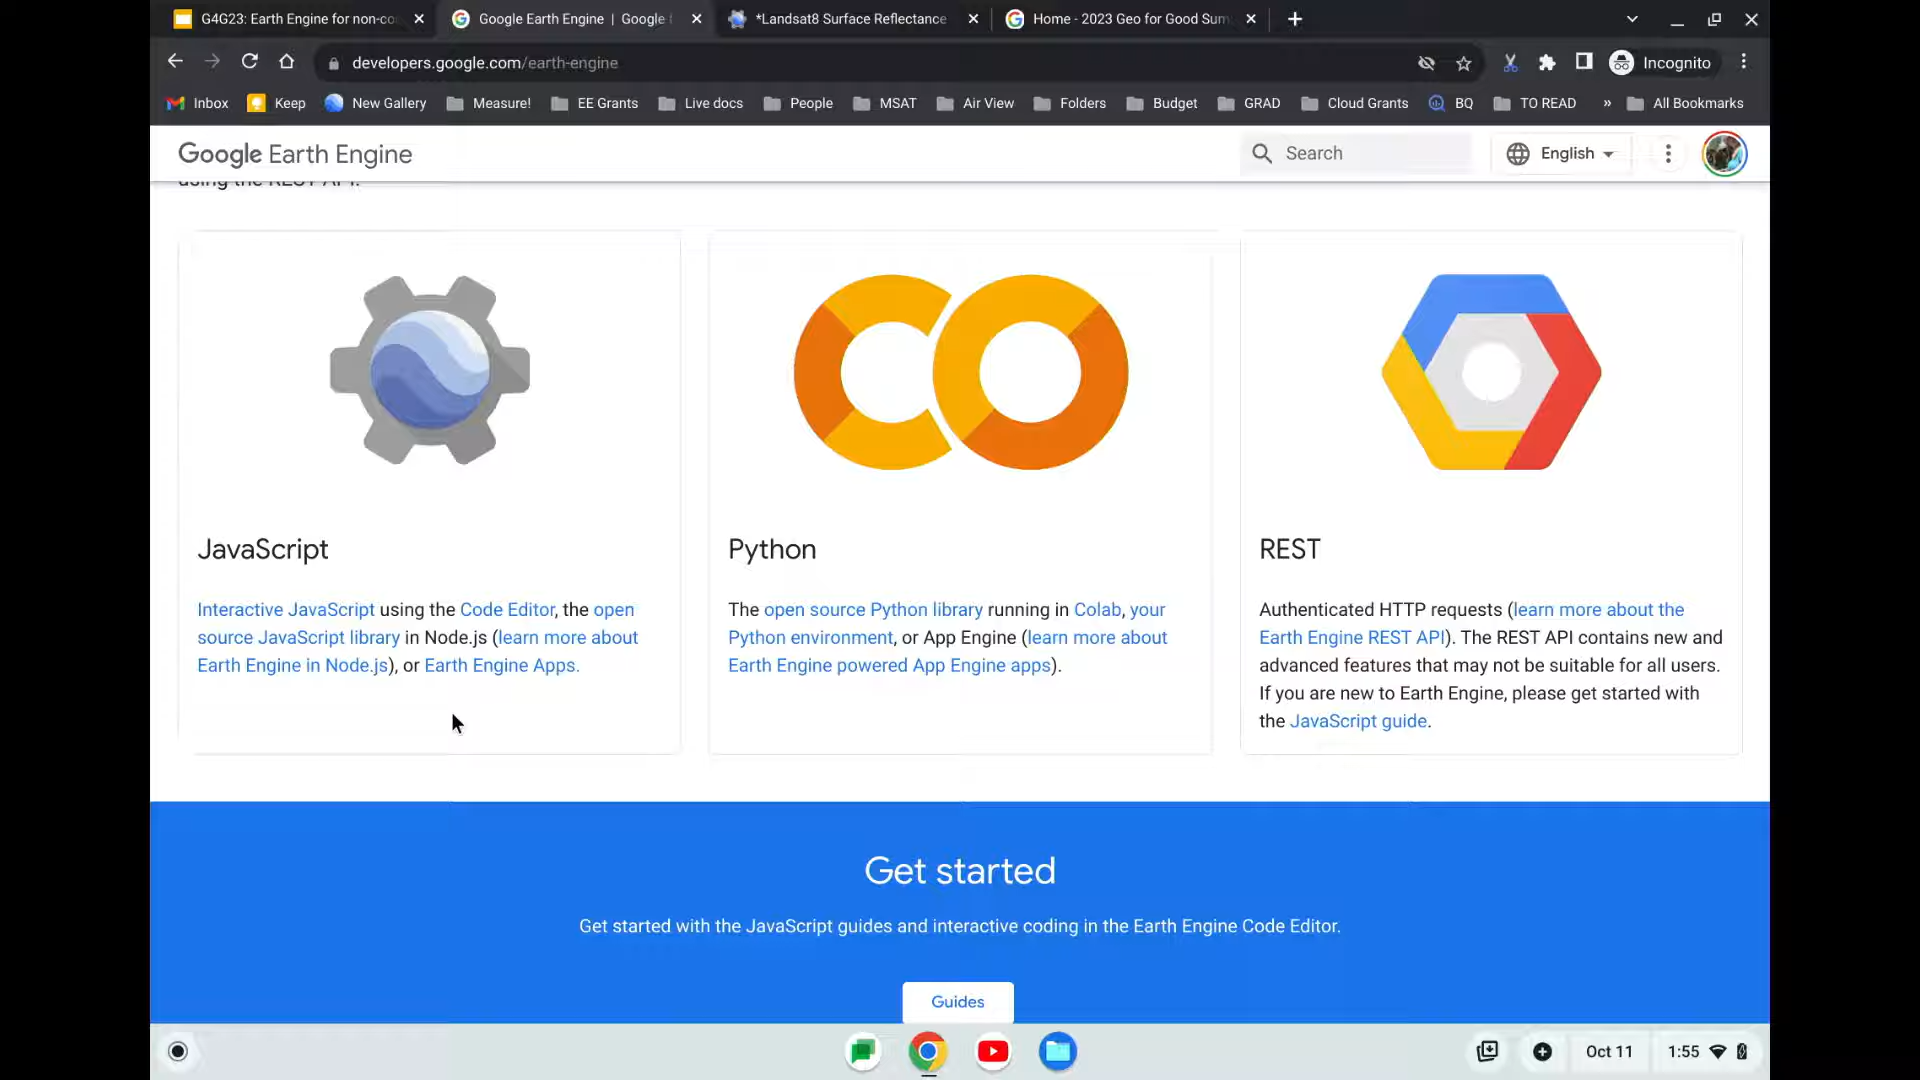 G4G23: Earth Engine for non-co
Google Earth Engine | Google
*Landsat8 Surface Reflectance
Home - 2023 Geo for Good Sum
developers.google.com/earth-engine
Incognito
Inbox
Keep
New Gallery
Measure!
EE Grants
Live docs
People
MSAT
Air View
Folders
Budget
GRAD
Cloud Grants
BQ
TO READ
»
All Bookmarks
Google Earth Engine
Search
English
using the REST API.
JavaScript
Interactive JavaScript using the Code Editor, the open
source JavaScript library in Node.js (learn more about
Earth Engine in Node.js), or Earth Engine Apps.
Python
The open source Python library running in Colab, your
Python environment, or App Engine (learn more about
Earth Engine powered App Engine apps).
REST
Authenticated HTTP requests (learn more about the
Earth Engine REST API). The REST API contains new and
advanced features that may not be suitable for all users.
If you are new to Earth Engine, please get started with
the JavaScript guide.
Get started
Get started with the JavaScript guides and interactive coding in the Earth Engine Code Editor.
Guides
Oct 11
1:55